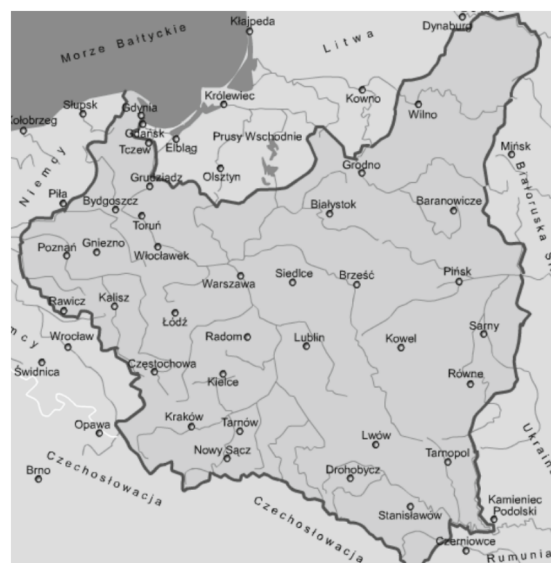 Kłajpeda
Dynaburg
Morze Bałtyckie
Litwa
Królewiec
Kowno
Wilno
Słupsk
Gdynia
Kołobrzeg
Gdańsk
Tczew
Elbląg
Prusy Wschodnie
Mińsk
Niemcy
Olsztyn
Grodno
Grudziądz
Białoruska
Piła
Bydgoszcz
Toruń
Białystok
Baranowicze
Poznań
Gniezno
Włocławek
Warszawa
Siedlce
Brześć
Pińsk
Rawicz
Kalisz
Łódź
Radom
Lublin
Kowel
Sarny
Wrocław
Świdnica
Częstochowa
Kielce
Równe
Opawa
Kraków
Tarnów
Lwów
Nowy Sącz
Tarnopol
Brno
Czechosłowacja
Drohobycz
Stanisławów
Kamieniec
Podolski
Czechosłowacja
Czerniowce
Rumunia